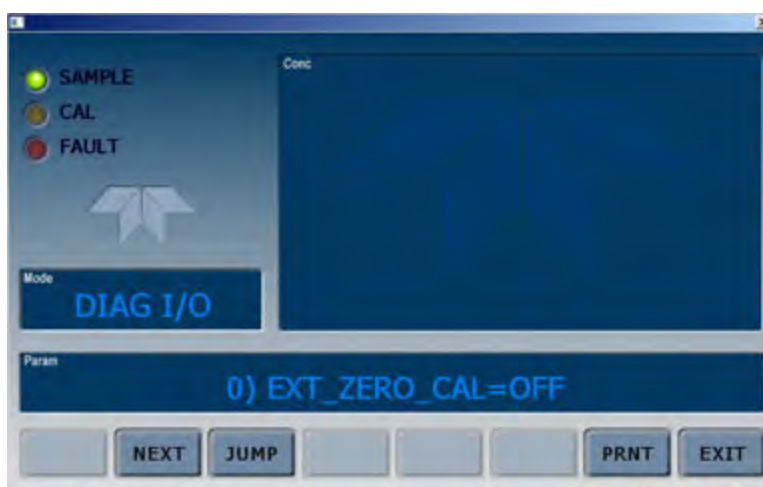 SAMPLE
CAL
FAULT
Conc
Mode
DIAG I/O
Param
0) EXT_ZERO_CAL=OFF
NEXT JUMP PRNT EXIT